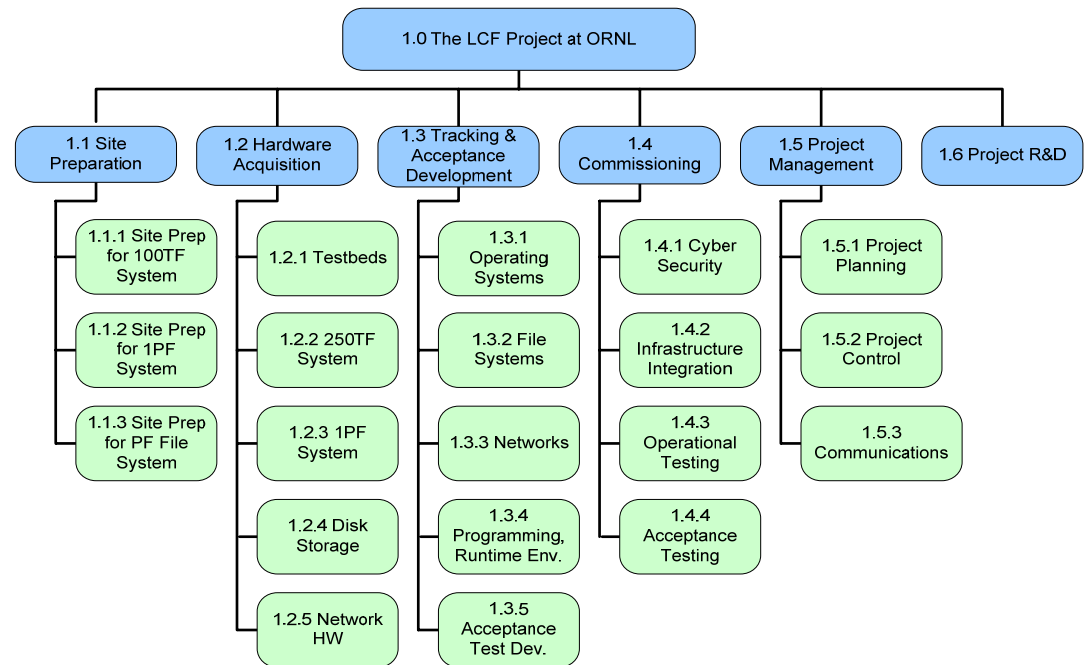 1.0 The LCF Project at ORNL
1.1 Site
Preparation
1.2 Hardware
Acquisition
1.3 Tracking &
Acceptance
Development
1.4
Commissioning
1.5 Project
Management
1.6 Project R&D
1.1.1 Site Prep
for 100TF
System
1.1.2 Site Prep
for 1PF
System
1.1.3 Site Prep
for PF File
System
1.2.1 Testbeds
1.2.2 250TF
System
1.2.3 1PF
System
1.2.4 Disk
Storage
1.2.5 Network
HW
1.3.1
Operating
Systems
1.3.2 File
Systems
1.3.3 Networks
1.3.4
Programming,
Runtime Env.
1.3.5
Acceptance
Test Dev.
1.4.1 Cyber
Security
1.4.2
Infrastructure
Integration
1.4.3
Operational
Testing
1.4.4
Acceptance
Testing
1.5.1 Project
Planning
1.5.2 Project
Control
1.5.3
Communications